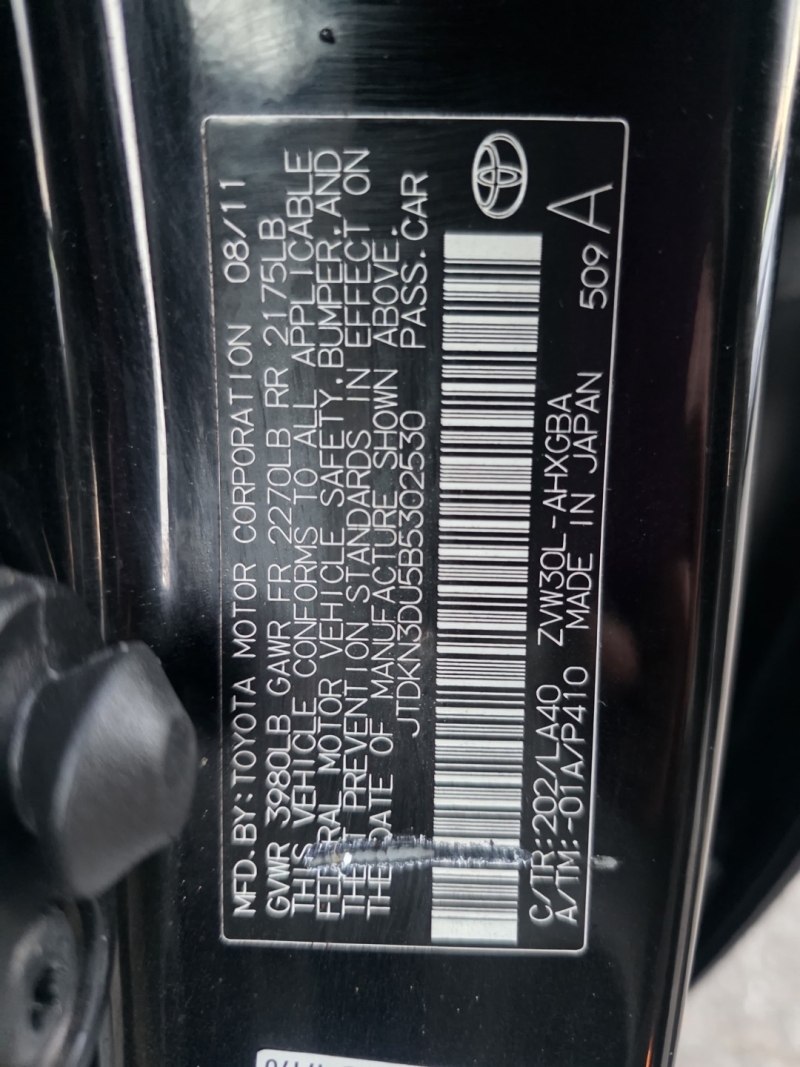 MFD.BY:TOYOTA MOTOR CORPORATION 08/11
GVWR 3980LB GAWR FR 2270LB RR 2175LB
THIS VEHICLE CONFORMS TO ALL APPLICABLE
FEDERAL MOTOR VEHICLE SAFETY,BUMPER,AND
THEFT PREVENTION STANDARDS IN EFFECT ON
THE DATE OF MANUFACTURE SHOWN ABOVE.
JTDKN3DU5B5302530 PASS.CAR
C/TR:202/LA40 ZVW30L-AHXGBA
A/TM:-01A/P410 MADE IN JAPAN 509 A